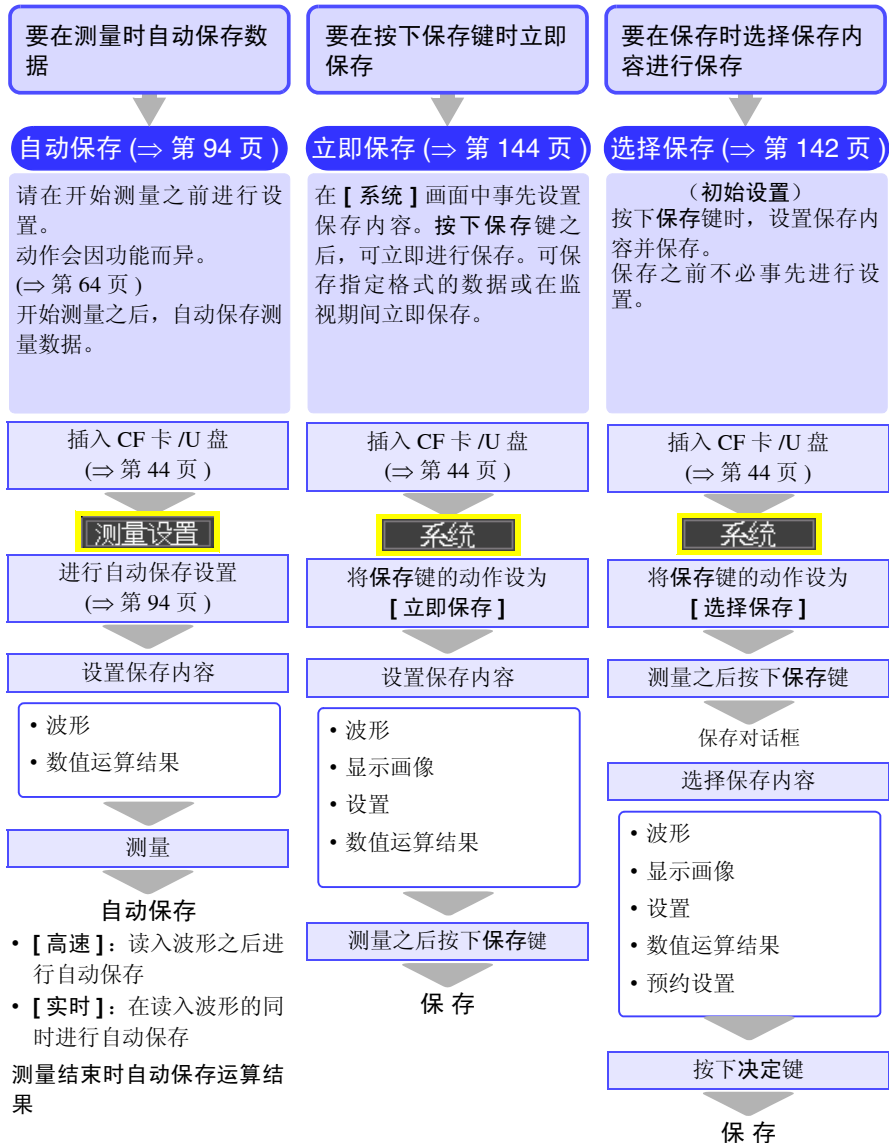 要在测量时自动保存数
据
自动保存 (⇒ 第 94 页 )
请在开始测量之前进行设
置。
动作会因功能而异。
(⇒ 第 64 页 )
开始测量之后，自动保存测
量数据。
插入 CF 卡 /U 盘
(⇒ 第 44 页 )
测量设置
进行自动保存设置
(⇒ 第 94 页 )
设置保存内容
• 波形
• 数值运算结果
测量
自动保存
• [ 高速 ]：读入波形之后进
行自动保存
• [ 实时 ]：在读入波形的同
时进行自动保存
测量结束时自动保存运算结
果
要在按下保存键时立即
保存
立即保存 (⇒ 第 144 页 )
在 [ 系统 ] 画面中事先设置
保存内容。按下保存键之
后，可立即进行保存。可保
存指定格式的数据或在监
视期间立即保存。
插入 CF 卡 /U 盘
(⇒ 第 44 页 )
系统
将保存键的动作设为
[ 立即保存 ]
设置保存内容
• 波形
• 显示画像
• 设置
• 数值运算结果
测量之后按下保存键
保 存
要在保存时选择保存内
容进行保存
选择保存 (⇒ 第 142 页 )
（初始设置）
按下保存键时，设置保存内
容并保存。
保存之前不必事先进行设
置。
插入 CF 卡 /U 盘
(⇒ 第 44 页 )
系统
将保存键的动作设为
[ 选择保存 ]
测量之后按下保存键
保存对话框
选择保存内容
• 波形
• 显示画像
• 设置
• 数值运算结果
• 预约设置
按下决定键
保 存